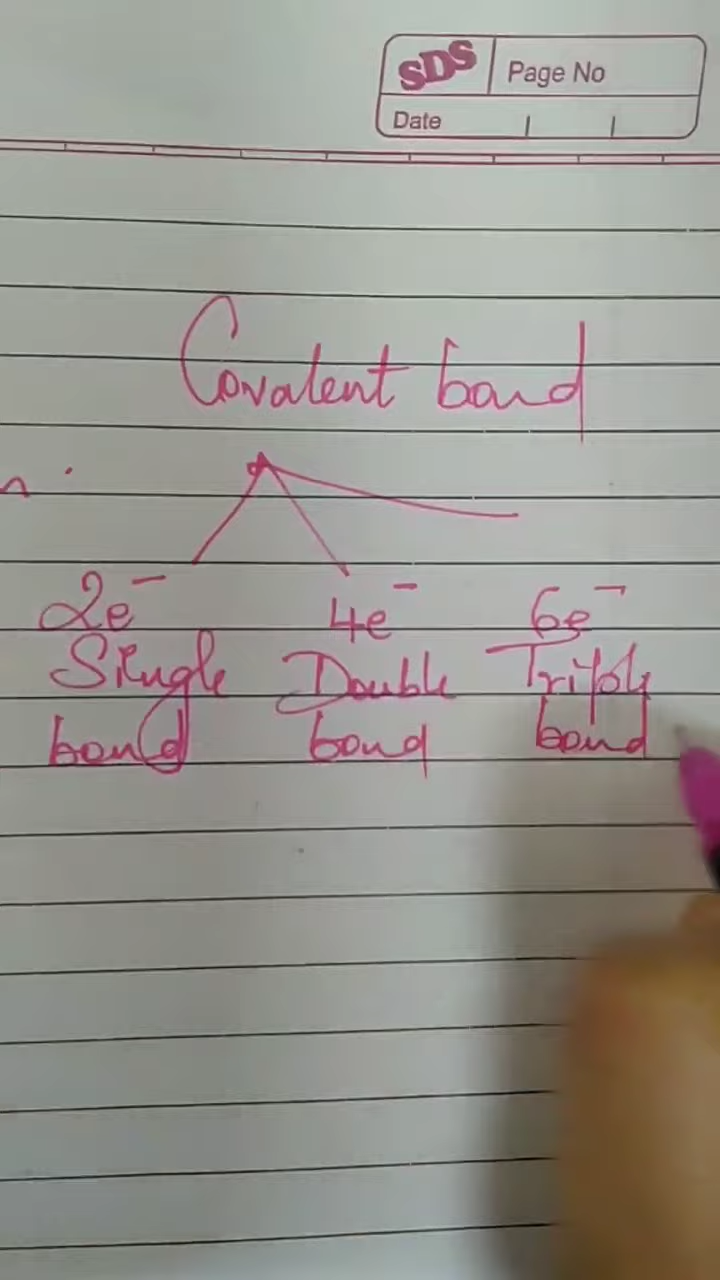 SDS Page No
Date
Covalent bond
n.
2e⁻ 4e⁻ 6e⁻
Single Double Triple
bond bond bond